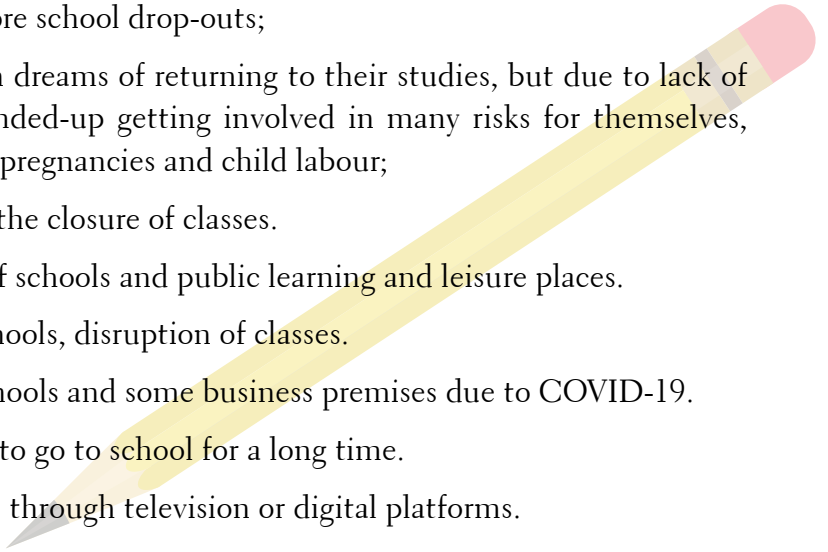 re school drop-outs;
dreams of returning to their studies, but due to lack of
nded-up getting involved in many risks for themselves,
pregnancies and child labour;
the closure of classes.
f schools and public learning and leisure places.
hools, disruption of classes.
hools and some business premises due to COVID-19.
to go to school for a long time.
through television or digital platforms.